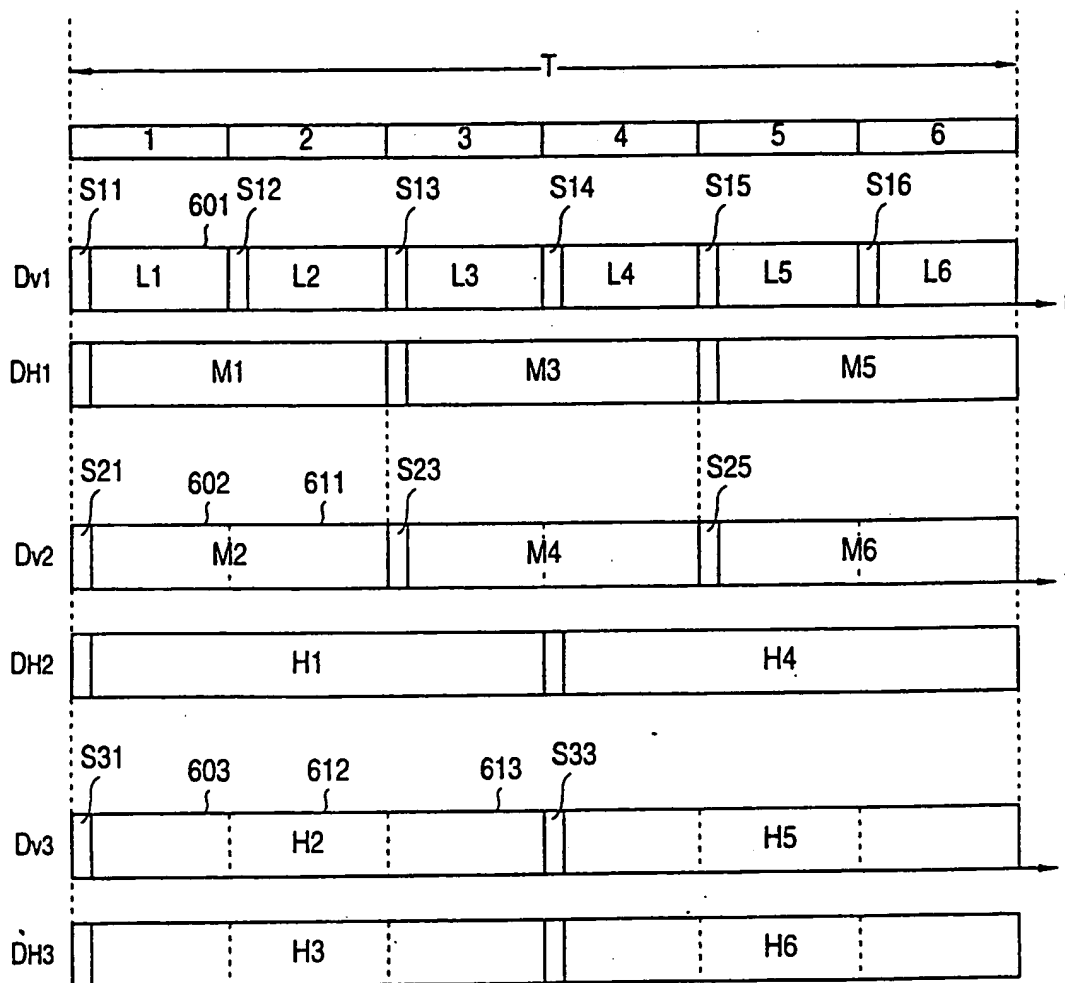 T
1 2 3 4 5 6
S11 601 S12 S13 S14 S15 S16
Dv1 L1 L2 L3 L4 L5 L6
DH1 M1 M3 M5
S21 602 611 S23 S25
Dv2 M2 M4 M6
DH2 H1 H4
S31 603 612 613 S33
Dv3 H2 H5
DH3 H3 H6